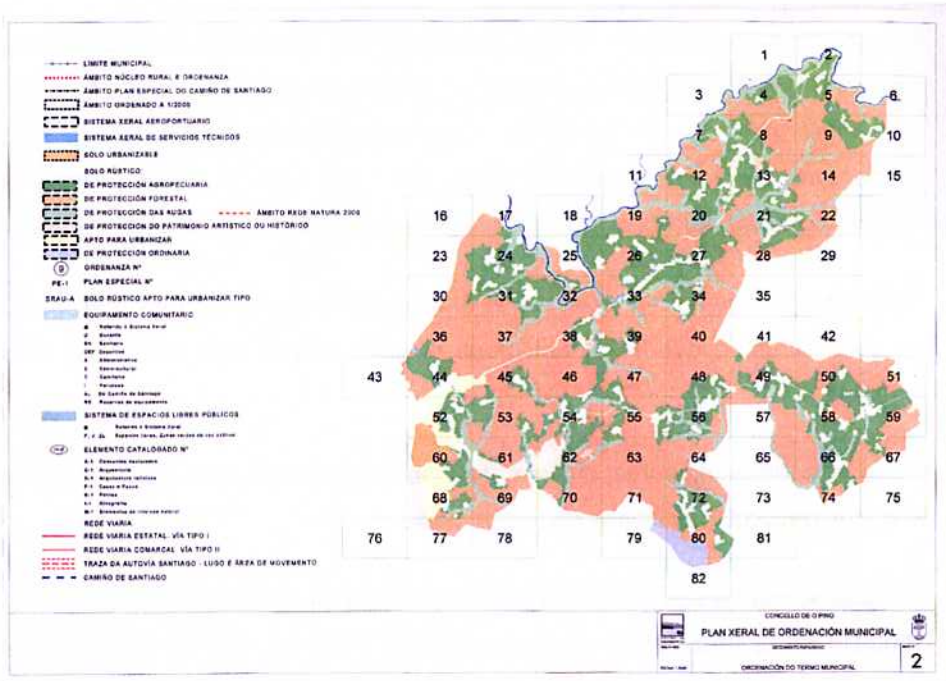 LÍMITE MUNICIPAL
ÁMBITO NÚCLEO RURAL E ORDENANZA
ÁMBITO PLAN ESPECIAL DO CAMIÑO DE SANTIAGO
ÁMBITO ORDENADO A 1/2000
SISTEMA XERAL AEROPORTUARIO
SISTEMA XERAL DE SERVICIOS TÉCNICOS
SOLO URBANIZABLE
SOLO RÚSTICO:
DE PROTECCIÓN AGROPECUARIA
DE PROTECCIÓN FORESTAL
DE PROTECCIÓN DAS AUGAS
ÁMBITO REDE NATURA 2000
DE PROTECCIÓN DO PATRIMONIO ARTÍSTICO OU HISTÓRICO
APTO PARA URBANIZAR
DE PROTECCIÓN ORDINARIA
9 ORDENANZA Nº
PE-1 PLAN ESPECIAL Nº
SRAU-A SOLO RÚSTICO APTO PARA URBANIZAR TIPO
EQUIPAMENTO COMUNITARIO
Docente
Sanitario
DEP Deportivo
Administrativo
Reservas de equipamento
SISTEMA DE ESPACIOS LIBRES PÚBLICOS
ELEMENTO CATALOGADO Nº
REDE VIARIA
REDE VIARIA ESTATAL. VÍA TIPO I
REDE VIARIA COMARCAL. VÍA TIPO II
TRAZA DA AUTOVÍA SANTIAGO - LUGO E ÁREA DE MOVEMENTO
CAMIÑO DE SANTIAGO
1 2
3 4 5 6
7 8 9 10
11 12 13 14 15
16 17 18 19 20 21 22
23 24 25 26 27 28 29
30 31 32 33 34 35
36 37 38 39 40 41 42
43 44 45 46 47 48 49 50 51
52 53 54 55 56 57 58 59
60 61 62 63 64 65 66 67
68 69 70 71 72 73 74 75
76 77 78 79 80 81
82
CONCELLO DE O PINO
PLAN XERAL DE ORDENACIÓN MUNICIPAL
ORDENACIÓN DO TERMO MUNICIPAL
2